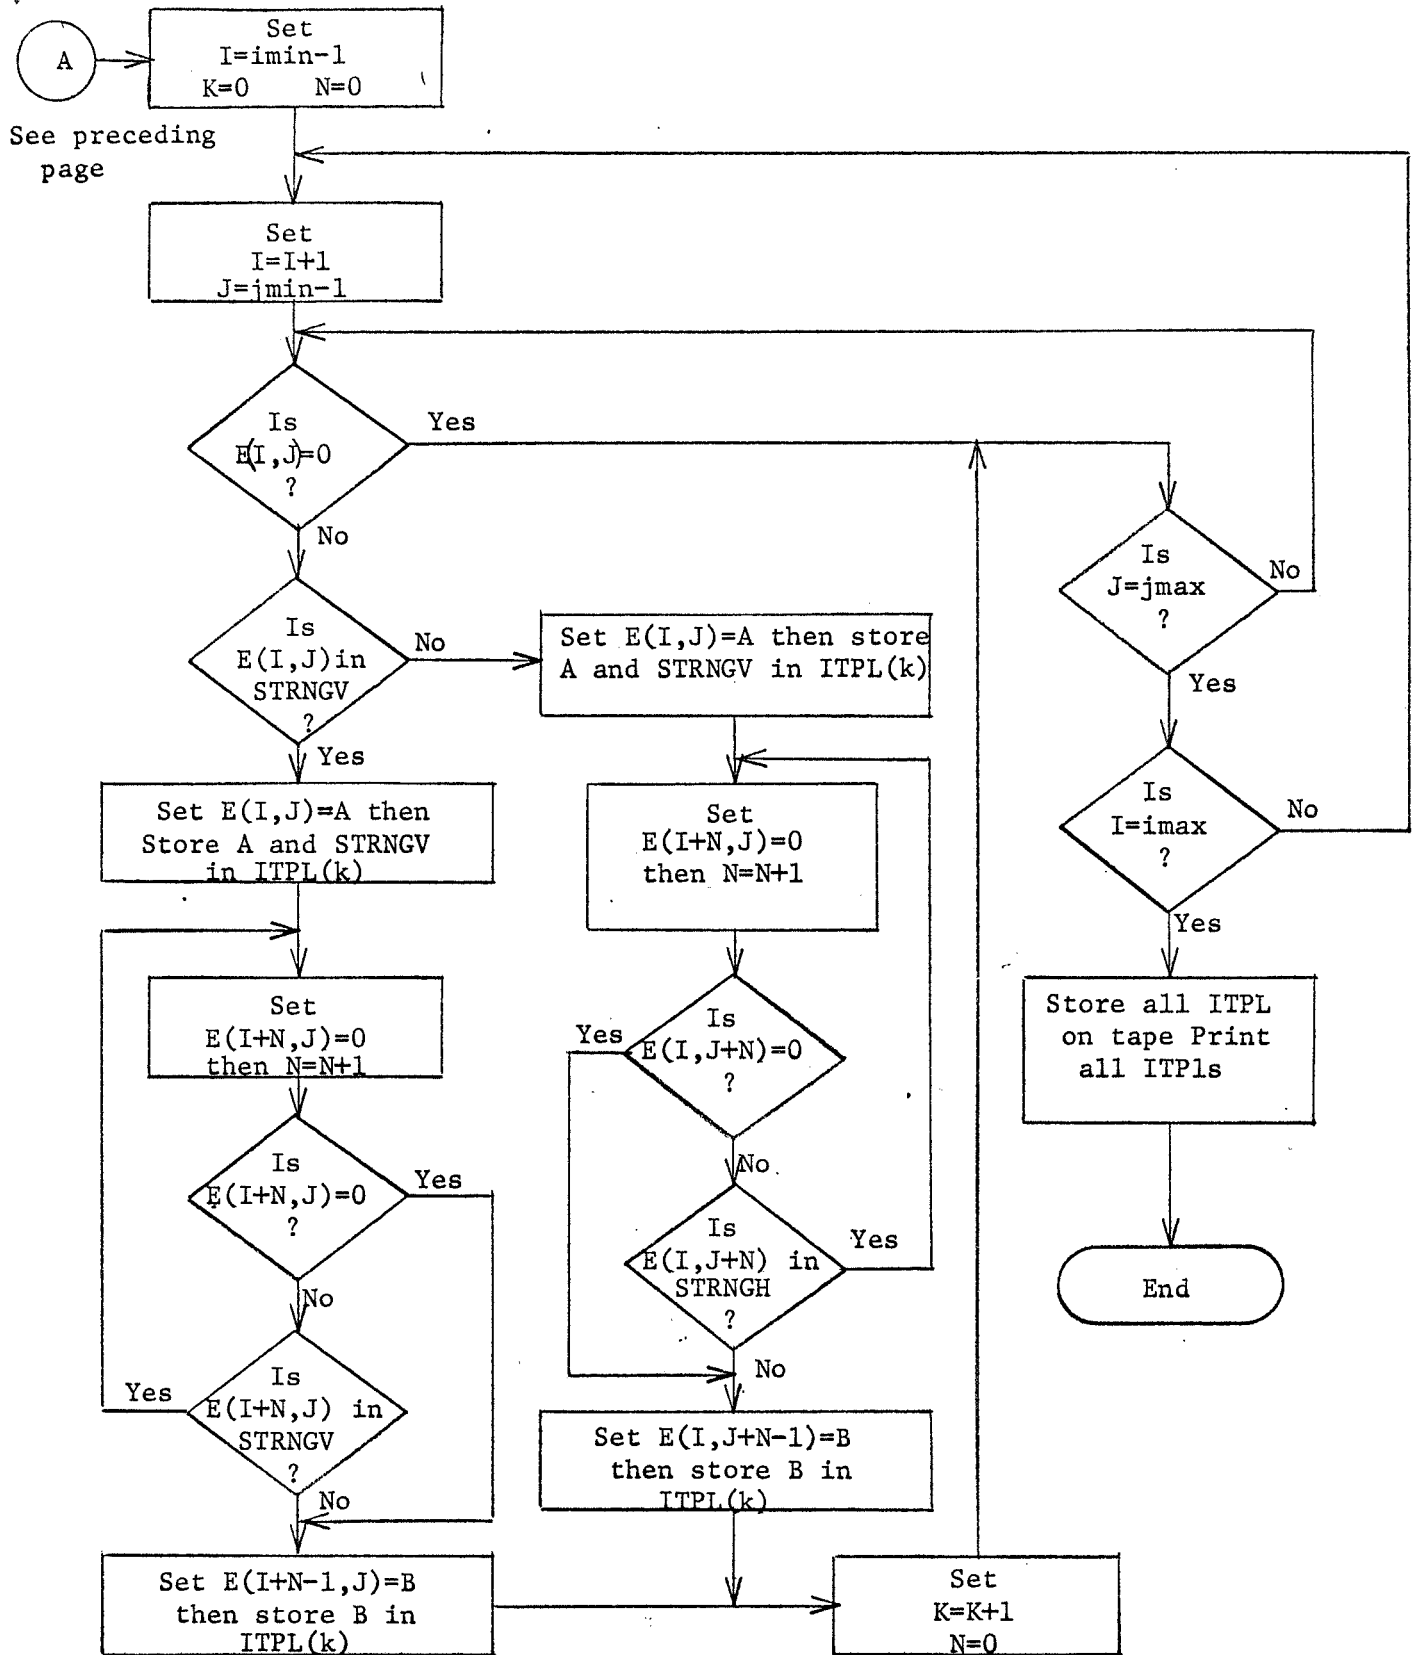 A
Set
I=imin-1
K=0 N=0
See preceding
page
Set
I=I+1
J=jmin-1
Is
E(I,J)=0
?
Yes
No
Is
E(I,J)in
STRNGV
?
No
Yes
Set E(I,J)=A then store
A and STRNGV in ITPL(k)
Is
J=jmax
?
No
Yes
Set E(I,J)=A then
Store A and STRNGV
in ITPL(k)
Set
E(I+N,J)=0
then N=N+1
Is
I=imax
?
No
Yes
Set
E(I+N,J)=0
then N=N+1
Is
E(I,J+N)=0
?
Yes
No
Store all ITPL
on tape Print
all ITPls
Is
E(I+N,J)=0
?
Yes
No
Is
E(I,J+N) in
STRNGH
?
Yes
No
End
Is
E(I+N,J) in
STRNGV
?
Yes
No
Set E(I,J+N-1)=B
then store B in
ITPL(k)
Set E(I+N-1,J)=B
then store B in
ITPL(k)
Set
K=K+1
N=0